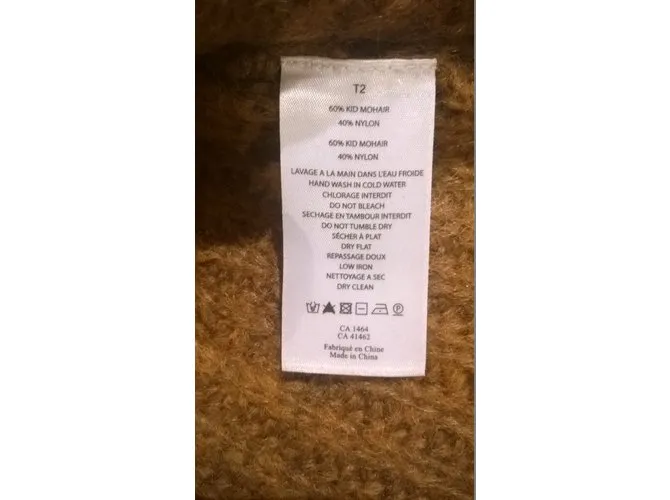 T2
60% KID MOHAIR
40% NYLON
60% KID MOHAIR
40% NYLON
LAVAGE A LA MAIN DANS L'EAU FROIDE
HAND WASH IN COLD WATER
CHLORAGE INTERDIT
DO NOT BLEACH
SECHAGE EN TAMBOUR INTERDIT
DO NOT TUMBLE DRY
SÉCHER À PLAT
DRY FLAT
REPASSAGE DOUX
LOW IRON
NETTOYAGE A SEC
DRY CLEAN
P
CA 1464
CA 41462
Fabriqué en Chine
Made in China